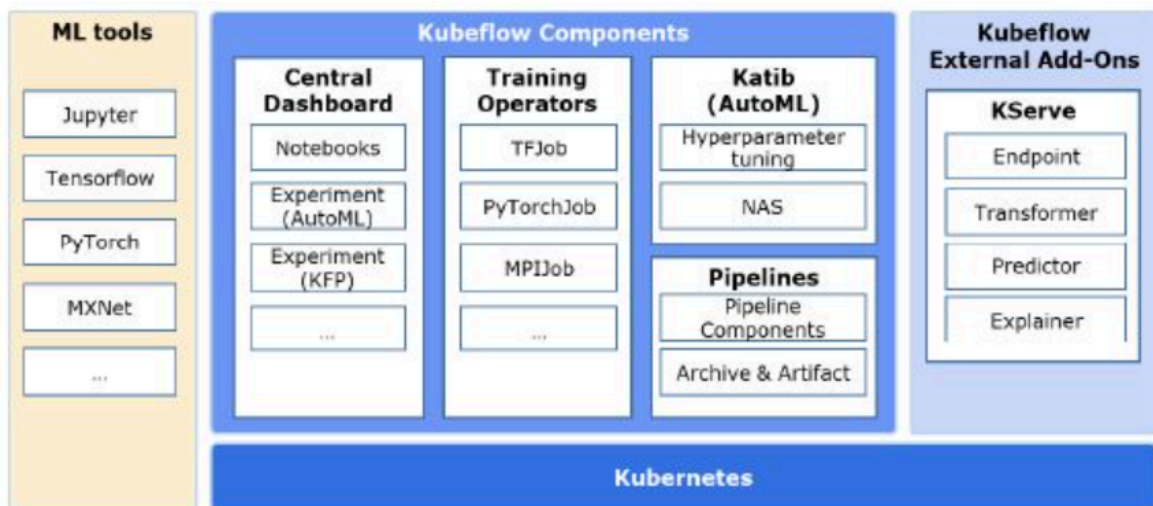 ML tools
Jupyter
Tensorflow
PyTorch
MXNet
...
Kubeflow Components
Central
Dashboard
Notebooks
Experiment
(AutoML)
Experiment
(KFP)
...
Training
Operators
TFJob
PyTorchJob
MPIJob
...
Katib
(AutoML)
Hyperparameter
tuning
NAS
Pipelines
Pipeline
Components
Archive & Artifact
Kubeflow
External Add-Ons
KServe
Endpoint
Transformer
Predictor
Explainer
Kubernetes